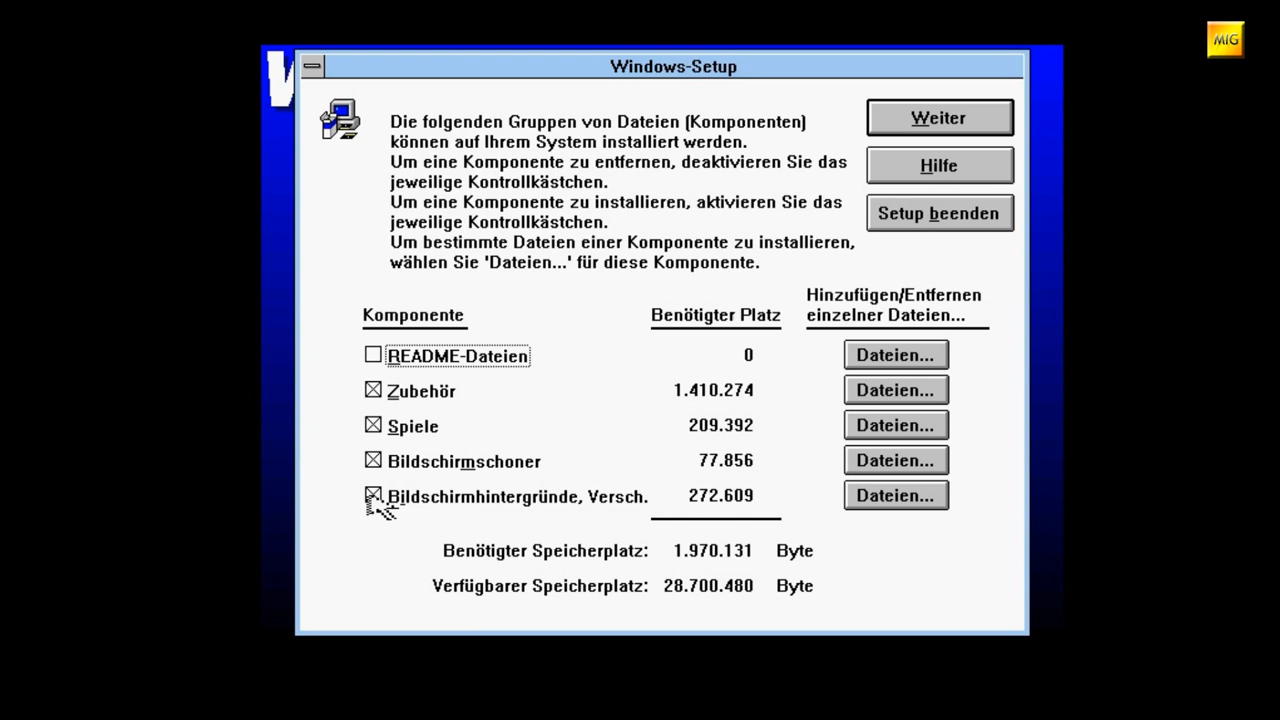 MIG
Windows-Setup
Die folgenden Gruppen von Dateien (Komponenten)
können auf Ihrem System installiert werden.
Um eine Komponente zu entfernen, deaktivieren Sie das
jeweilige Kontrollkästchen.
Um eine Komponente zu installieren, aktivieren Sie das
jeweilige Kontrollkästchen.
Um bestimmte Dateien einer Komponente zu installieren,
wählen Sie 'Dateien...' für diese Komponente.
Weiter
Hilfe
Setup beenden
Komponente
Benötigter Platz
Hinzufügen/Entfernen
einzelner Dateien...
README-Dateien 0 Dateien...
Zubehör 1.410.274 Dateien...
Spiele 209.392 Dateien...
Bildschirmschoner 77.856 Dateien...
Bildschirmhintergründe, Versch. 272.609 Dateien...
Benötigter Speicherplatz: 1.970.131 Byte
Verfügbarer Speicherplatz: 28.700.480 Byte